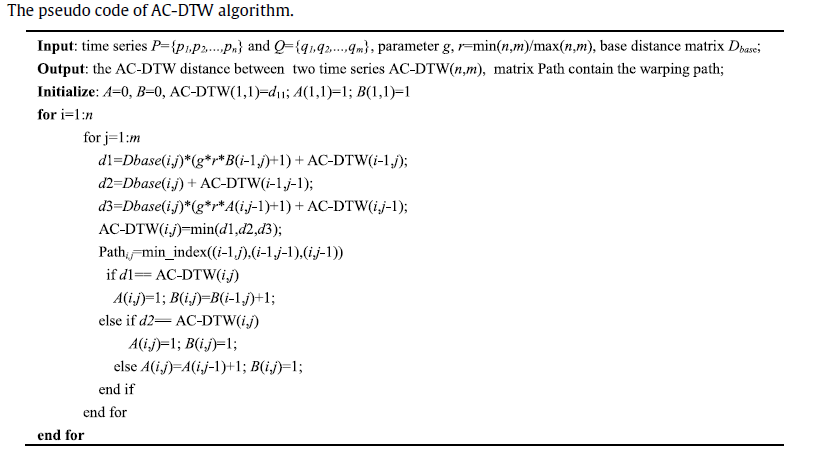 The pseudo code of AC-DTW algorithm.
Input: time series P={p1,p2,...,pn} and Q={q1,q2,...,qm}, parameter g, r=min(n,m)/max(n,m), base distance matrix Dbase;
Output: the AC-DTW distance between two time series AC-DTW(n,m), matrix Path contain the warping path;
Initialize: A=0, B=0, AC-DTW(1,1)=d11; A(1,1)=1; B(1,1)=1
for i=1:n
for j=1:m
d1=Dbase(i,j)*(g*r*B(i-1,j)+1) + AC-DTW(i-1,j);
d2=Dbase(i,j) + AC-DTW(i-1,j-1);
d3=Dbase(i,j)*(g*r*A(i,j-1)+1) + AC-DTW(i,j-1);
AC-DTW(i,j)=min(d1,d2,d3);
Pathi,j=min_index((i-1,j),(i-1,j-1),(i,j-1))
if d1== AC-DTW(i,j)
A(i,j)=1; B(i,j)=B(i-1,j)+1;
else if d2== AC-DTW(i,j)
A(i,j)=1; B(i,j)=1;
else A(i,j)=A(i,j-1)+1; B(i,j)=1;
end if
end for
end for